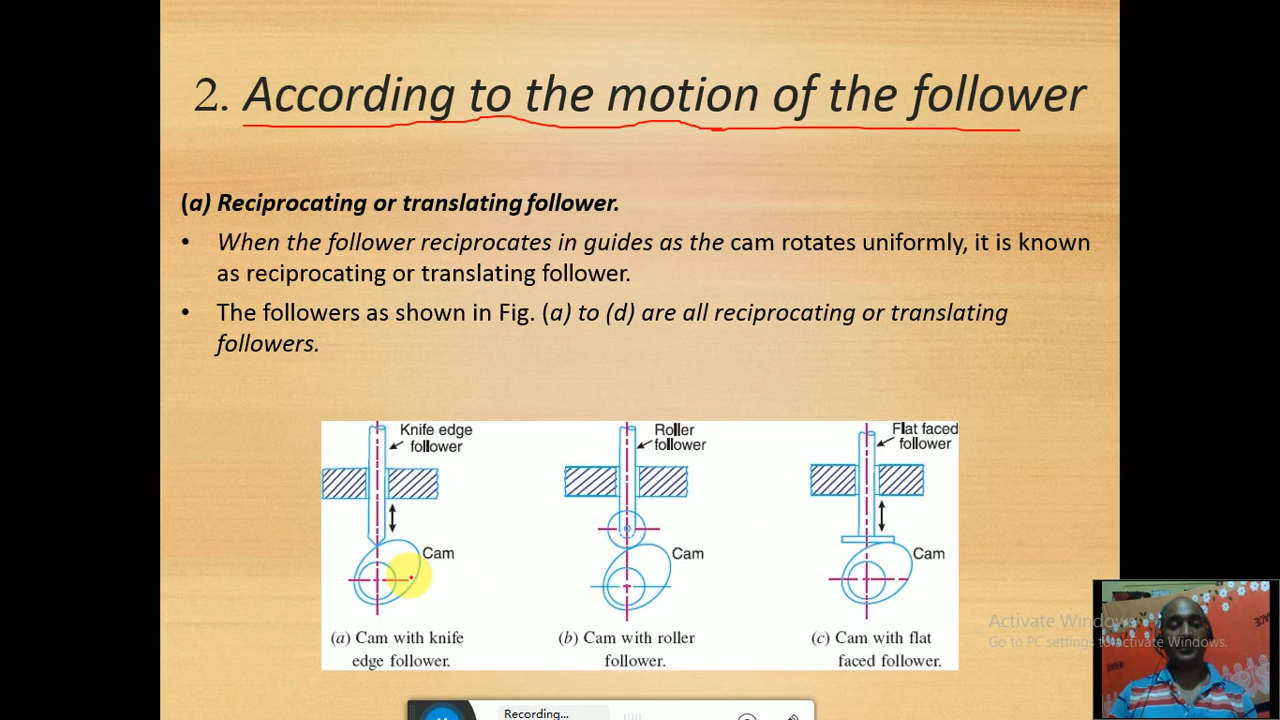 2. According to the motion of the follower
(a) Reciprocating or translating follower.
• When the follower reciprocates in guides as the cam rotates uniformly, it is known
as reciprocating or translating follower.
• The followers as shown in Fig. (a) to (d) are all reciprocating or translating
followers.
Knife edge
follower
Cam
(a) Cam with knife
edge follower.
Roller
follower
Cam
(b) Cam with roller
follower.
Flat faced
follower
Cam
(c) Cam with flat
faced follower.
Activate Windows
Go to PC settings to activate Windows.
Recording...